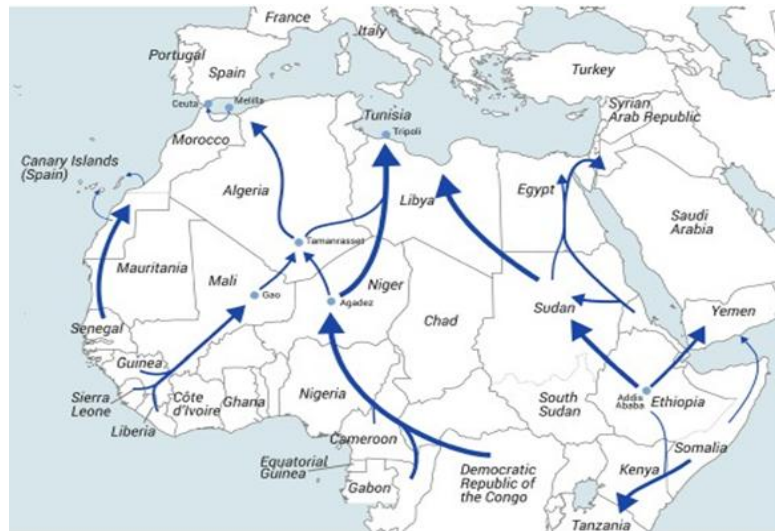 France
Italy
Portugal
Spain
Turkey
Ceuta
Melilla
Tunisia
Tripoli
Syrian
Arab Republic
Morocco
Canary Islands
(Spain)
Algeria
Libya
Egypt
Saudi
Arabia
Tamanrasset
Mauritania
Mali
Gao
Niger
Agadez
Chad
Sudan
Yemen
Senegal
Guinea
Sierra
Leone
Liberia
Côte
d'Ivoire
Ghana
Nigeria
South
Sudan
Addis
Ababa
Ethiopia
Cameroon
Equatorial
Guinea
Gabon
Democratic
Republic of
the Congo
Somalia
Kenya
Tanzania